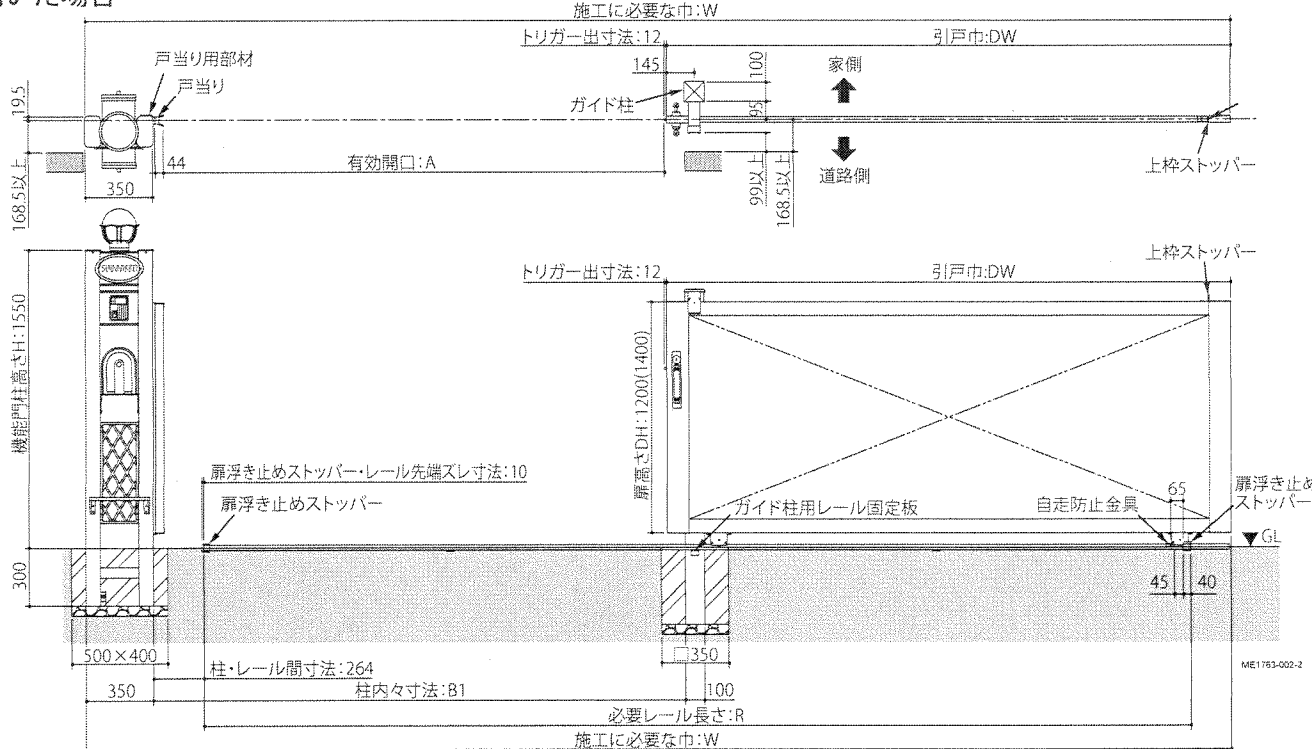 施工に必要な巾:W
トリガー出寸法:12
引戸巾:DW
戸当り用部材
戸当り
145
100
家側
19.5
ガイド柱
95
168.5以上
44
有効開口:A
350
99以上
168.5以上
道路側
上枠ストッパー
トリガー出寸法:12
引戸巾:DW
上枠ストッパー
機能門柱高さH:1550
扉高さDH:1200(1400)
扉浮き止めストッパー・レール先端ズレ寸法:10
扉浮き止めストッパー
ガイド柱用レール固定板
自走防止金具
65
扉浮き止め
ストッパー
GL
300
45
40
500×400
□350
柱・レール間寸法:264
ME1763-002-2
350
柱内々寸法:B1
100
必要レール長さ:R
施工に必要な巾:W